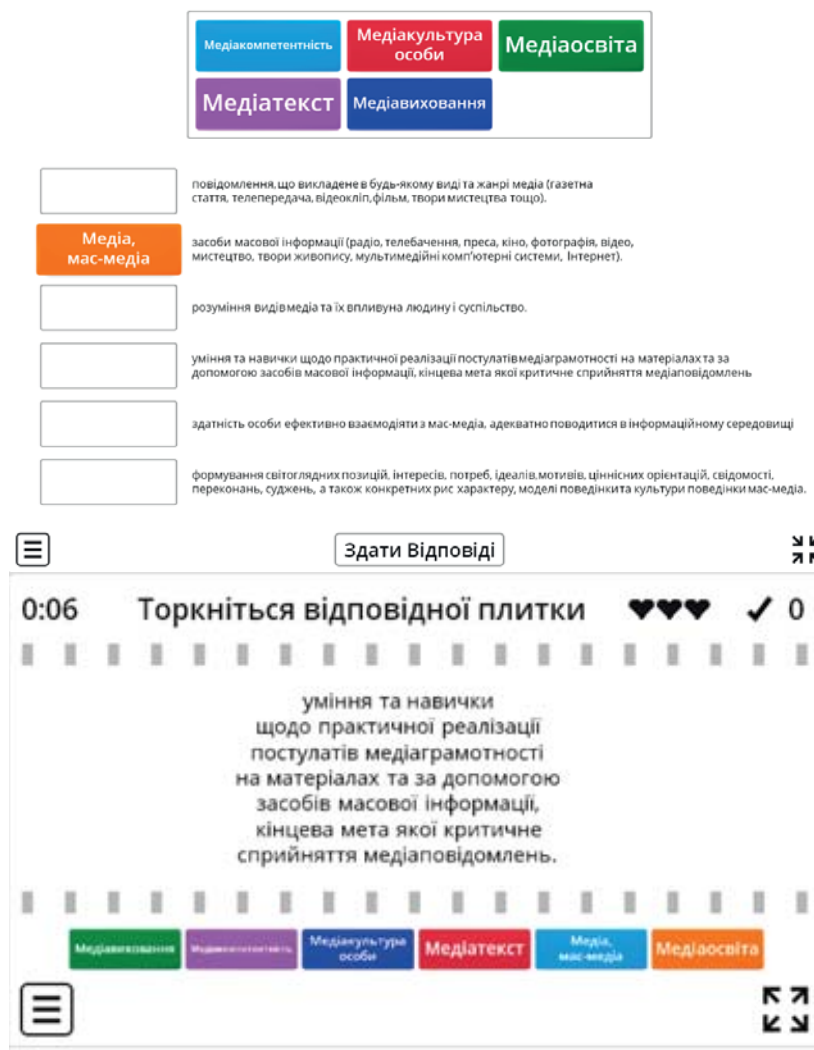 Медіакомпетентність
Медіакультура
особи
Медіаосвіта
Медіатекст
Медіавиховання
повідомлення, що викладене в будь-якому виді та жанрі медіа (газетна
стаття, телепередача, відеокліп, фільм, твори мистецтва тощо).
Медіа,
мас-медіа
засоби масової інформації (радіо, телебачення, преса, кіно, фотографія, відео,
мистецтво, твори живопису, мультимедійні комп’ютерні системи, Інтернет).
розуміння видів медіа та їх впливуна людину і суспільство.
уміння та навички щодо практичної реалізації постулатів медіаграмотності на матеріалах та за
допомогою засобів масової інформації, кінцева мета якої критичне сприйняття медіаповідомлень
здатність особи ефективно взаємодіяти з мас-медіа, адекватно поводитися в інформаційному середовищі
формування світоглядних позицій, інтересів, потреб, ідеалів, мотивів, ціннісних орієнтацій, свідомості,
переконань, суджень, а також конкретних рис характеру, моделі поведінки та культури поведінки мас-медіа.
Здати Відповіді
0:06 Торкніться відповідної плитки 0
уміння та навички
щодо практичної реалізації
постулатів медіаграмотності
на матеріалах та за допомогою
засобів масової інформації,
кінцева мета якої критичне
сприйняття медіаповідомлень.
Медіавиховання
Медіакомпетентність
Медіакультура
особи
Медіатекст
Медіа,
мас-медіа
Медіаосвіта